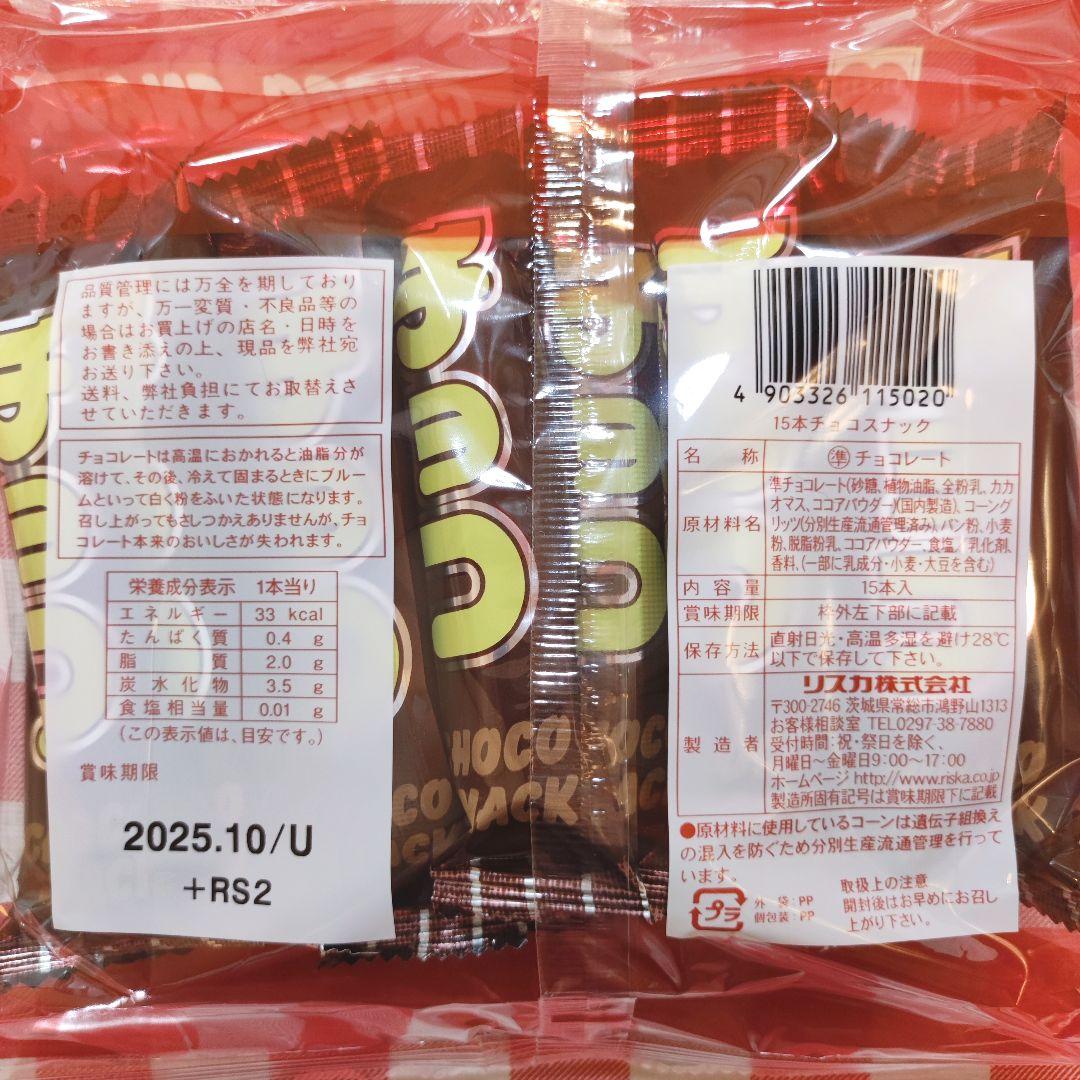 品質管理には万全を期しており
ますが、万一変質・不良品等の
場合はお買上げの店名・日時を
お書き添えの上、現品を弊社宛
お送り下さい。
送料、弊社負担にてお取替えさ
せていただきます。
チョコレートは高温におかれると油脂分が
溶けて、その後、冷えて固まるときにブルー
ムといって白く粉をふいた状態になります。
召し上がってもさしつかえありませんが、チョ
コレート本来のおいしさが失われます。
栄養成分表示 1本当り
エネルギー 33 kcal
たんぱく質 0.4 g
脂質 2.0 g
炭水化物 3.5 g
食塩相当量 0.01 g
(この表示値は、目安です。)
賞味期限
2025.10/U
+RS2
CHOCO
4 903326 115020
15本チョコスナック
名称 準 チョコレート
原材料名 準チョコレート(砂糖、植物油脂、全粉乳、カカ
オマス、ココアパウダー)(国内製造)、コーング
リッツ(分別生産流通管理済み)、パン粉、小麦
粉、脱脂粉乳、ココアパウダー、食塩/乳化剤、
香料、(一部に乳成分・小麦・大豆を含む)
内容量 15本入
賞味期限 枠外左下部に記載
保存方法 直射日光・高温多湿を避け28℃
以下で保存して下さい。
製造者 リスカ株式会社
〒300-2746 茨城県常総市鴻野山1313
お客様相談室 TEL0297-38-7880
受付時間:祝・祭日を除く、
月曜日~金曜日9:00~17:00
ホームページ http://www.riska.co.jp
製造所固有記号は賞味期限下に記載
●原材料に使用しているコーンは遺伝子組換え
の混入を防ぐため分別生産流通管理を行って
います。
プラ
外袋:PP
個包装:PP
取扱上の注意
開封後はお早めにお召し
上がり下さい。